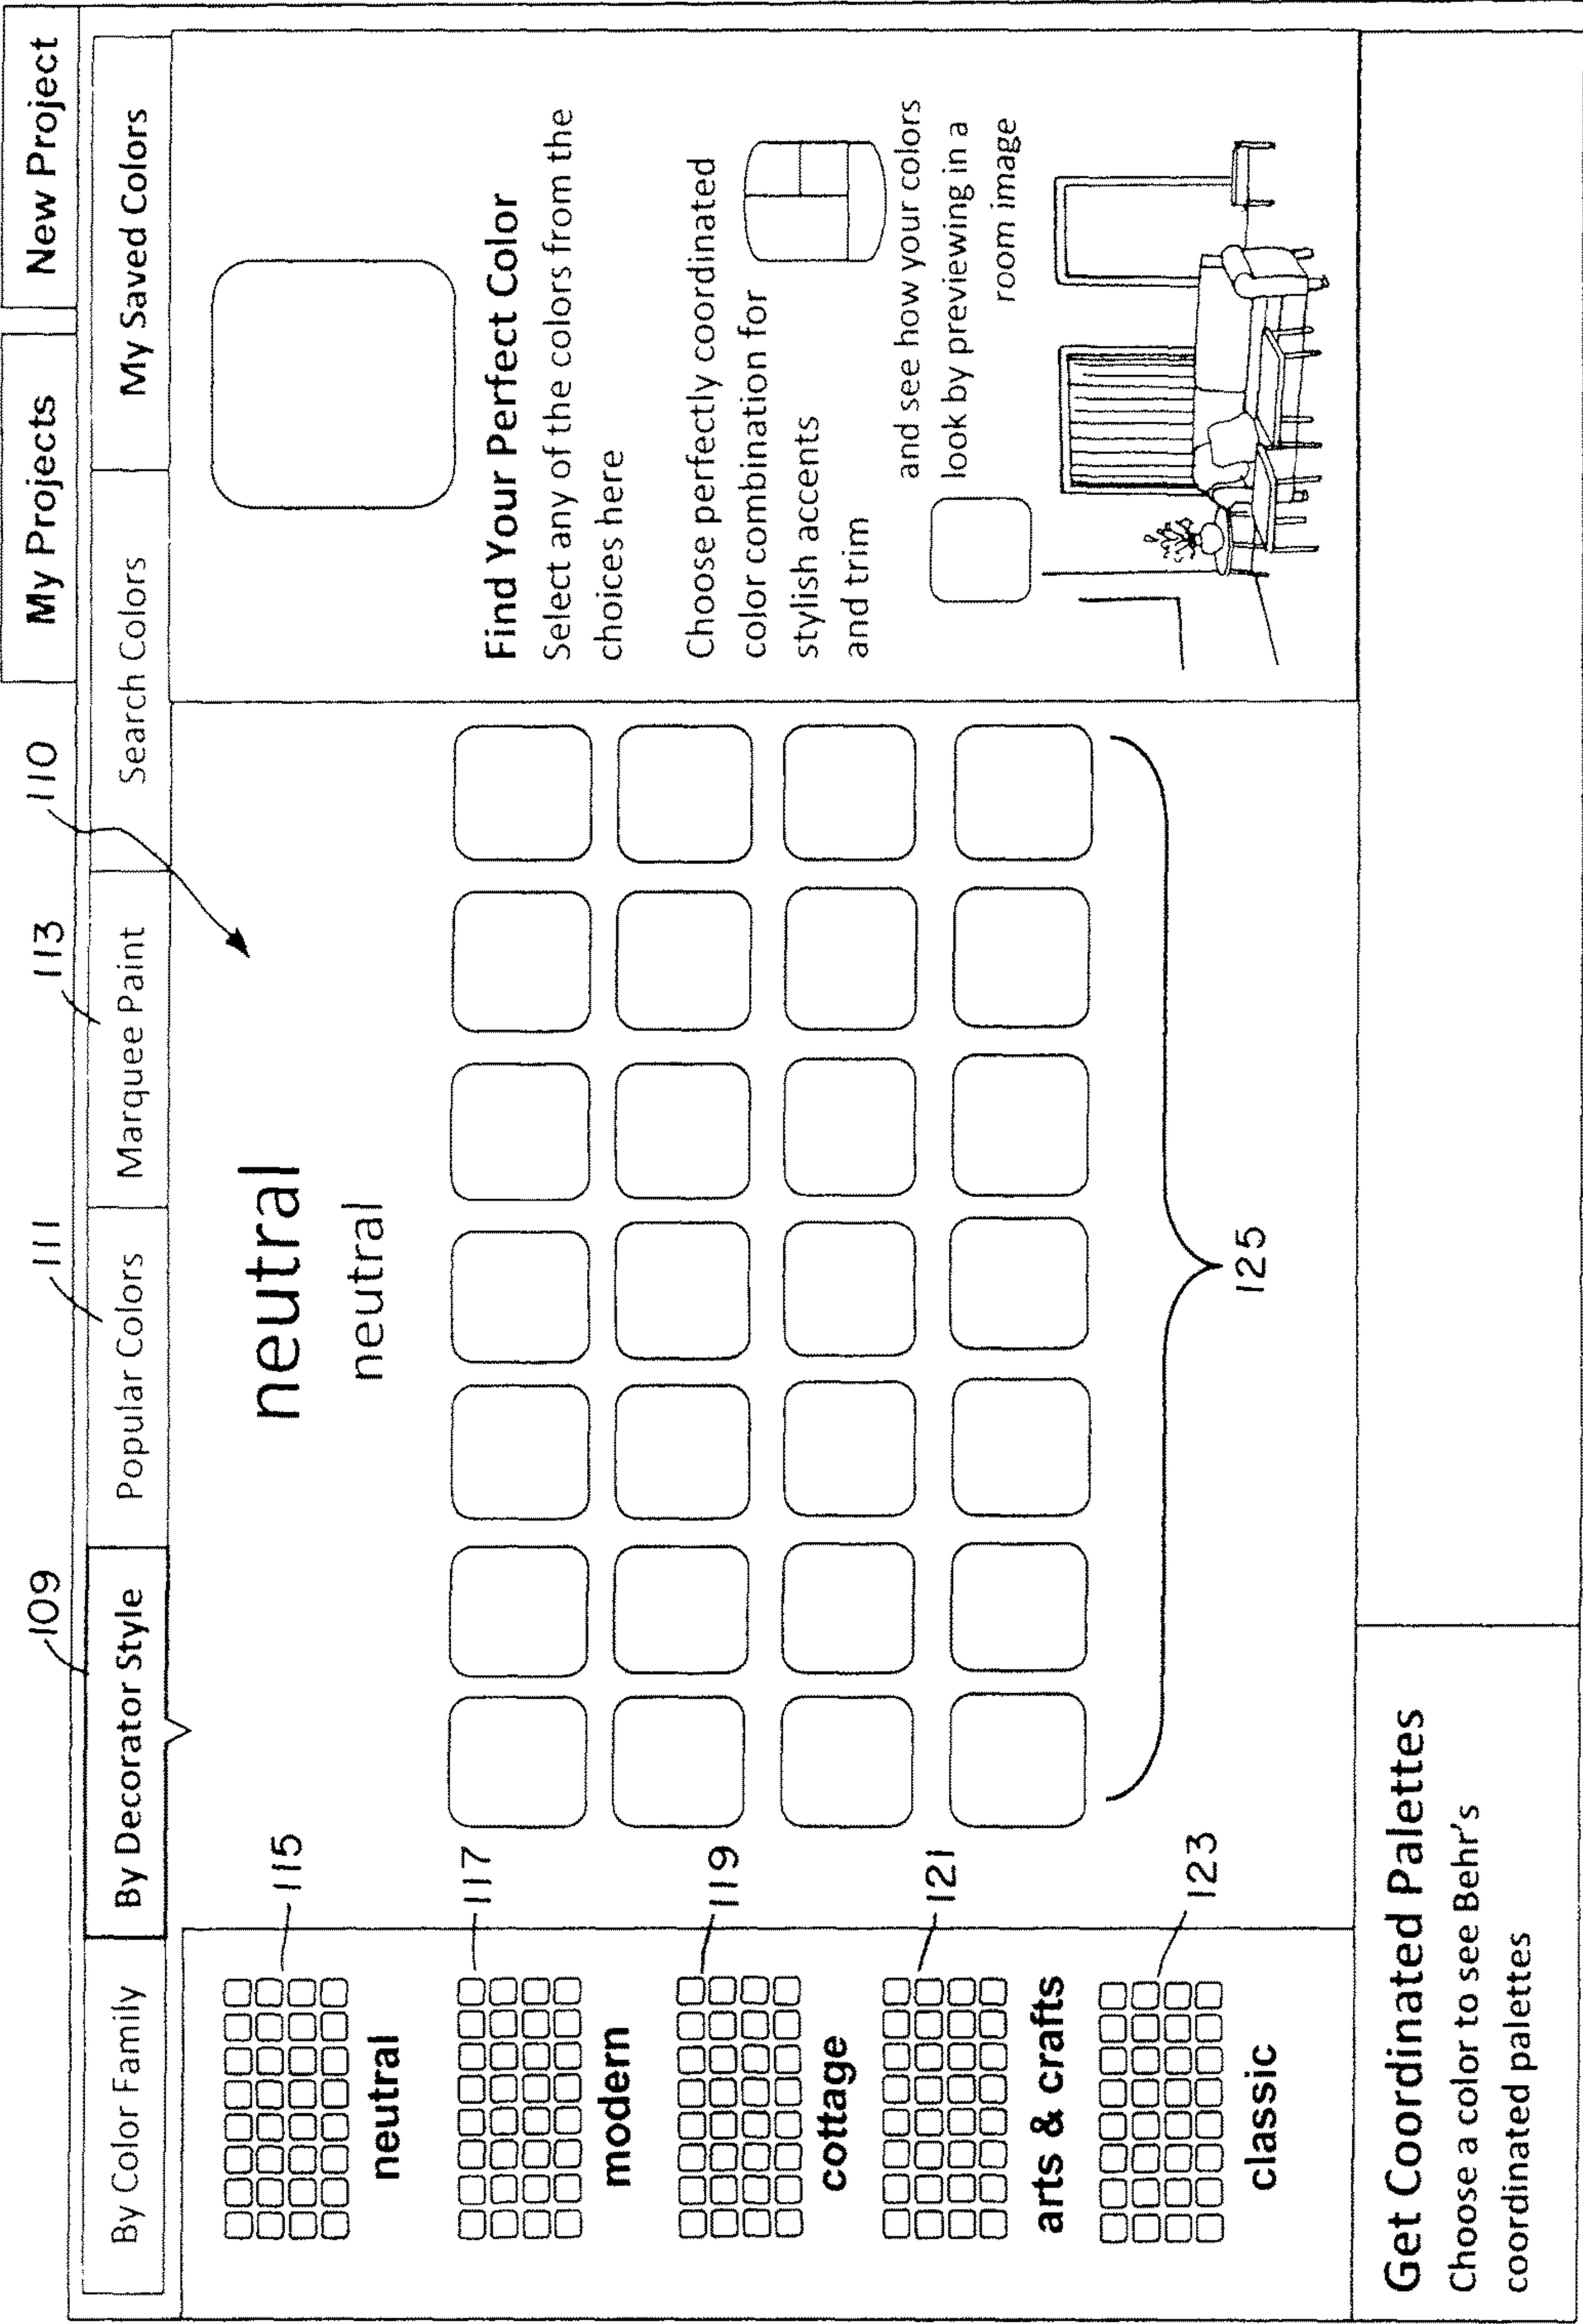 My Projects
New Project
109
111
113
110
By Color Family
By Decorator Style
Popular Colors
Marquee Paint
Search Colors
My Saved Colors
115
neutral
117
modern
119
cottage
121
arts & crafts
123
classic
neutral
neutral
125
Find Your Perfect Color
Select any of the colors from the
choices here
Choose perfectly coordinated
color combination for
stylish accents
and trim
and see how your colors
look by previewing in a
room image
Get Coordinated Palettes
Choose a color to see Behr's
coordinated palettes